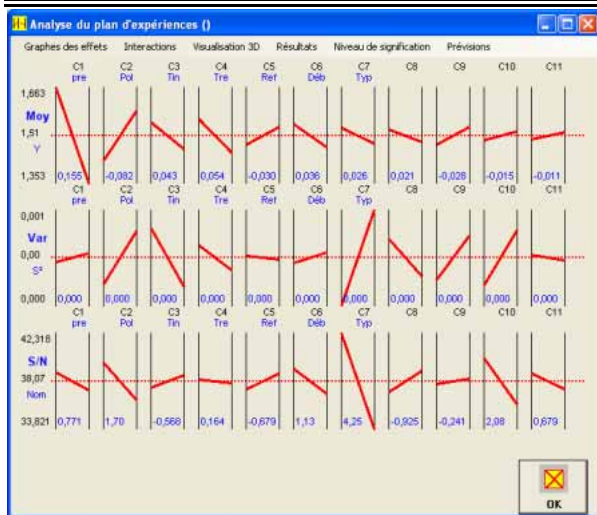 Analyse du plan d'expériences ()
Graphes des effets Interactions Visualisation 3D Résultats Niveau de signification Prévisions
C1 C2 C3 C4 C5 C6 C7 C8 C9 C10 C11
pre Pol Tin Tre Ref Déb Typ
1,663
Moy
1,51
Y
1,353 0,155 -0,082 0,043 0,054 -0,030 0,036 0,026 0,021 -0,028 -0,015 -0,011
C1 C2 C3 C4 C5 C6 C7 C8 C9 C10 C11
pre Pol Tin Tre Ref Déb Typ
0,001
Var
0,00
S²
0,000 0,000 0,000 0,000 0,000 0,000 0,000 0,000 0,000 0,000 0,000 0,000
C1 C2 C3 C4 C5 C6 C7 C8 C9 C10 C11
pre Pol Tin Tre Ref Déb Typ
42,318
S/N
38,07
Nom
33,821 0,771 1,70 -0,568 0,164 -0,679 1,13 4,25 -0,925 -0,241 2,08 0,679
OK